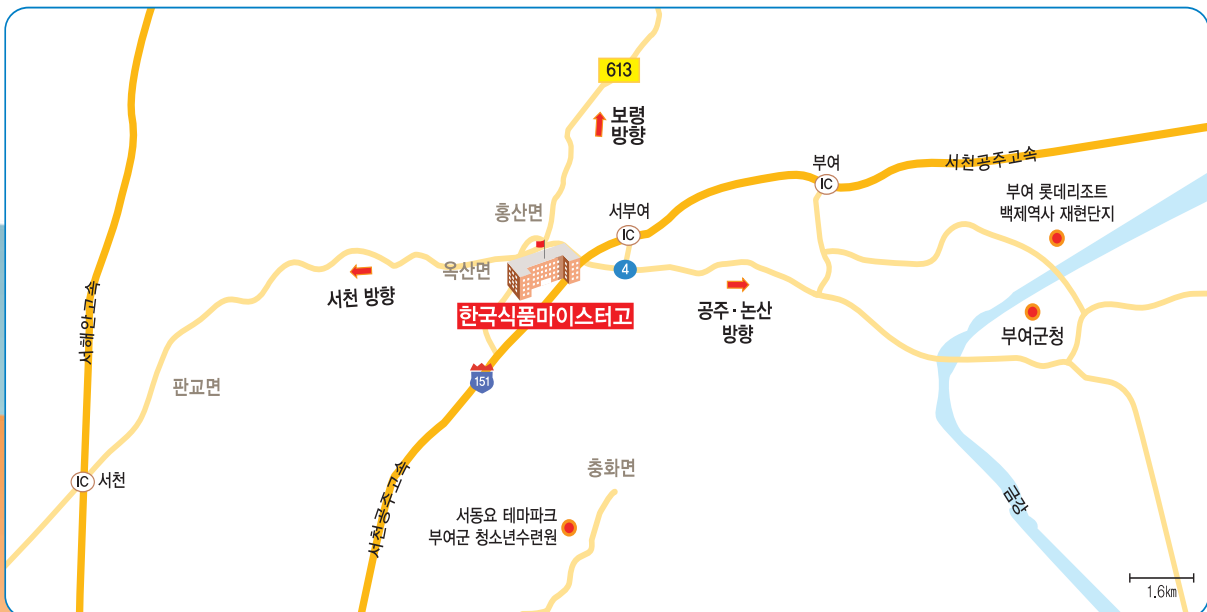 613
보령
방향
부여
IC
서천공주고속
부여 롯데리조트
백제역사 재현단지
홍산면
서부여
IC
옥산면
4
서천 방향
한국식품마이스터고
공주·논산
방향
부여군청
서해안고속
151
판교면
충화면
IC 서천
서천공주고속
서동요 테마파크
부여군 청소년수련원
금강
1.6㎞